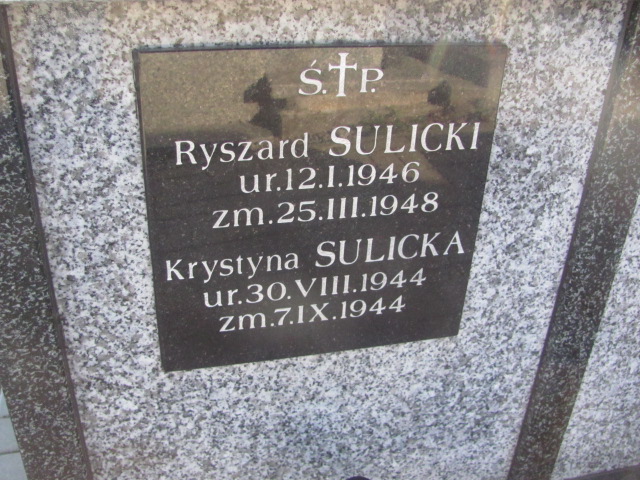 Ś.†P.
Ryszard SULICKI
ur.12.I.1946
zm.25.III.1948
Krystyna SULICKA
ur.30.VIII.1944
zm.7.IX.1944